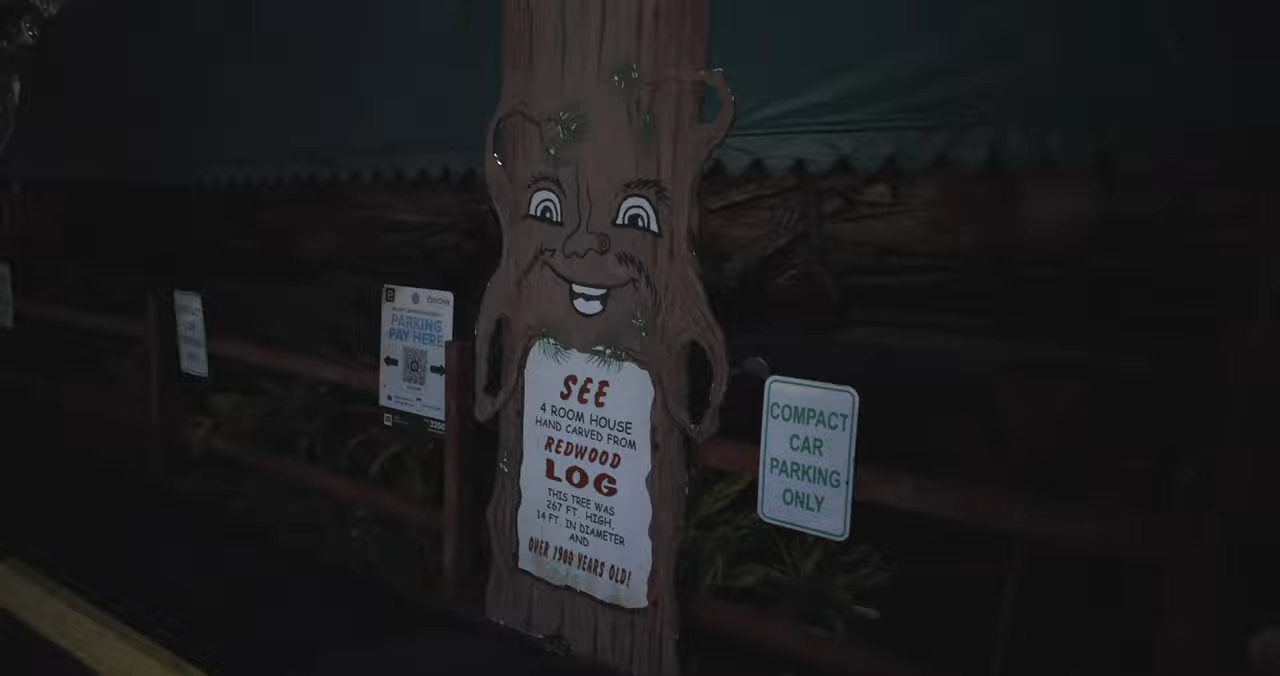 PARKING
PAY HERE
3250
SEE
4 ROOM HOUSE
HAND CARVED FROM
REDWOOD
LOG
THIS TREE WAS
267 FT. HIGH,
14 FT. IN DIAMETER
AND
OVER 1900 YEARS OLD!
COMPACT
CAR
PARKING
ONLY